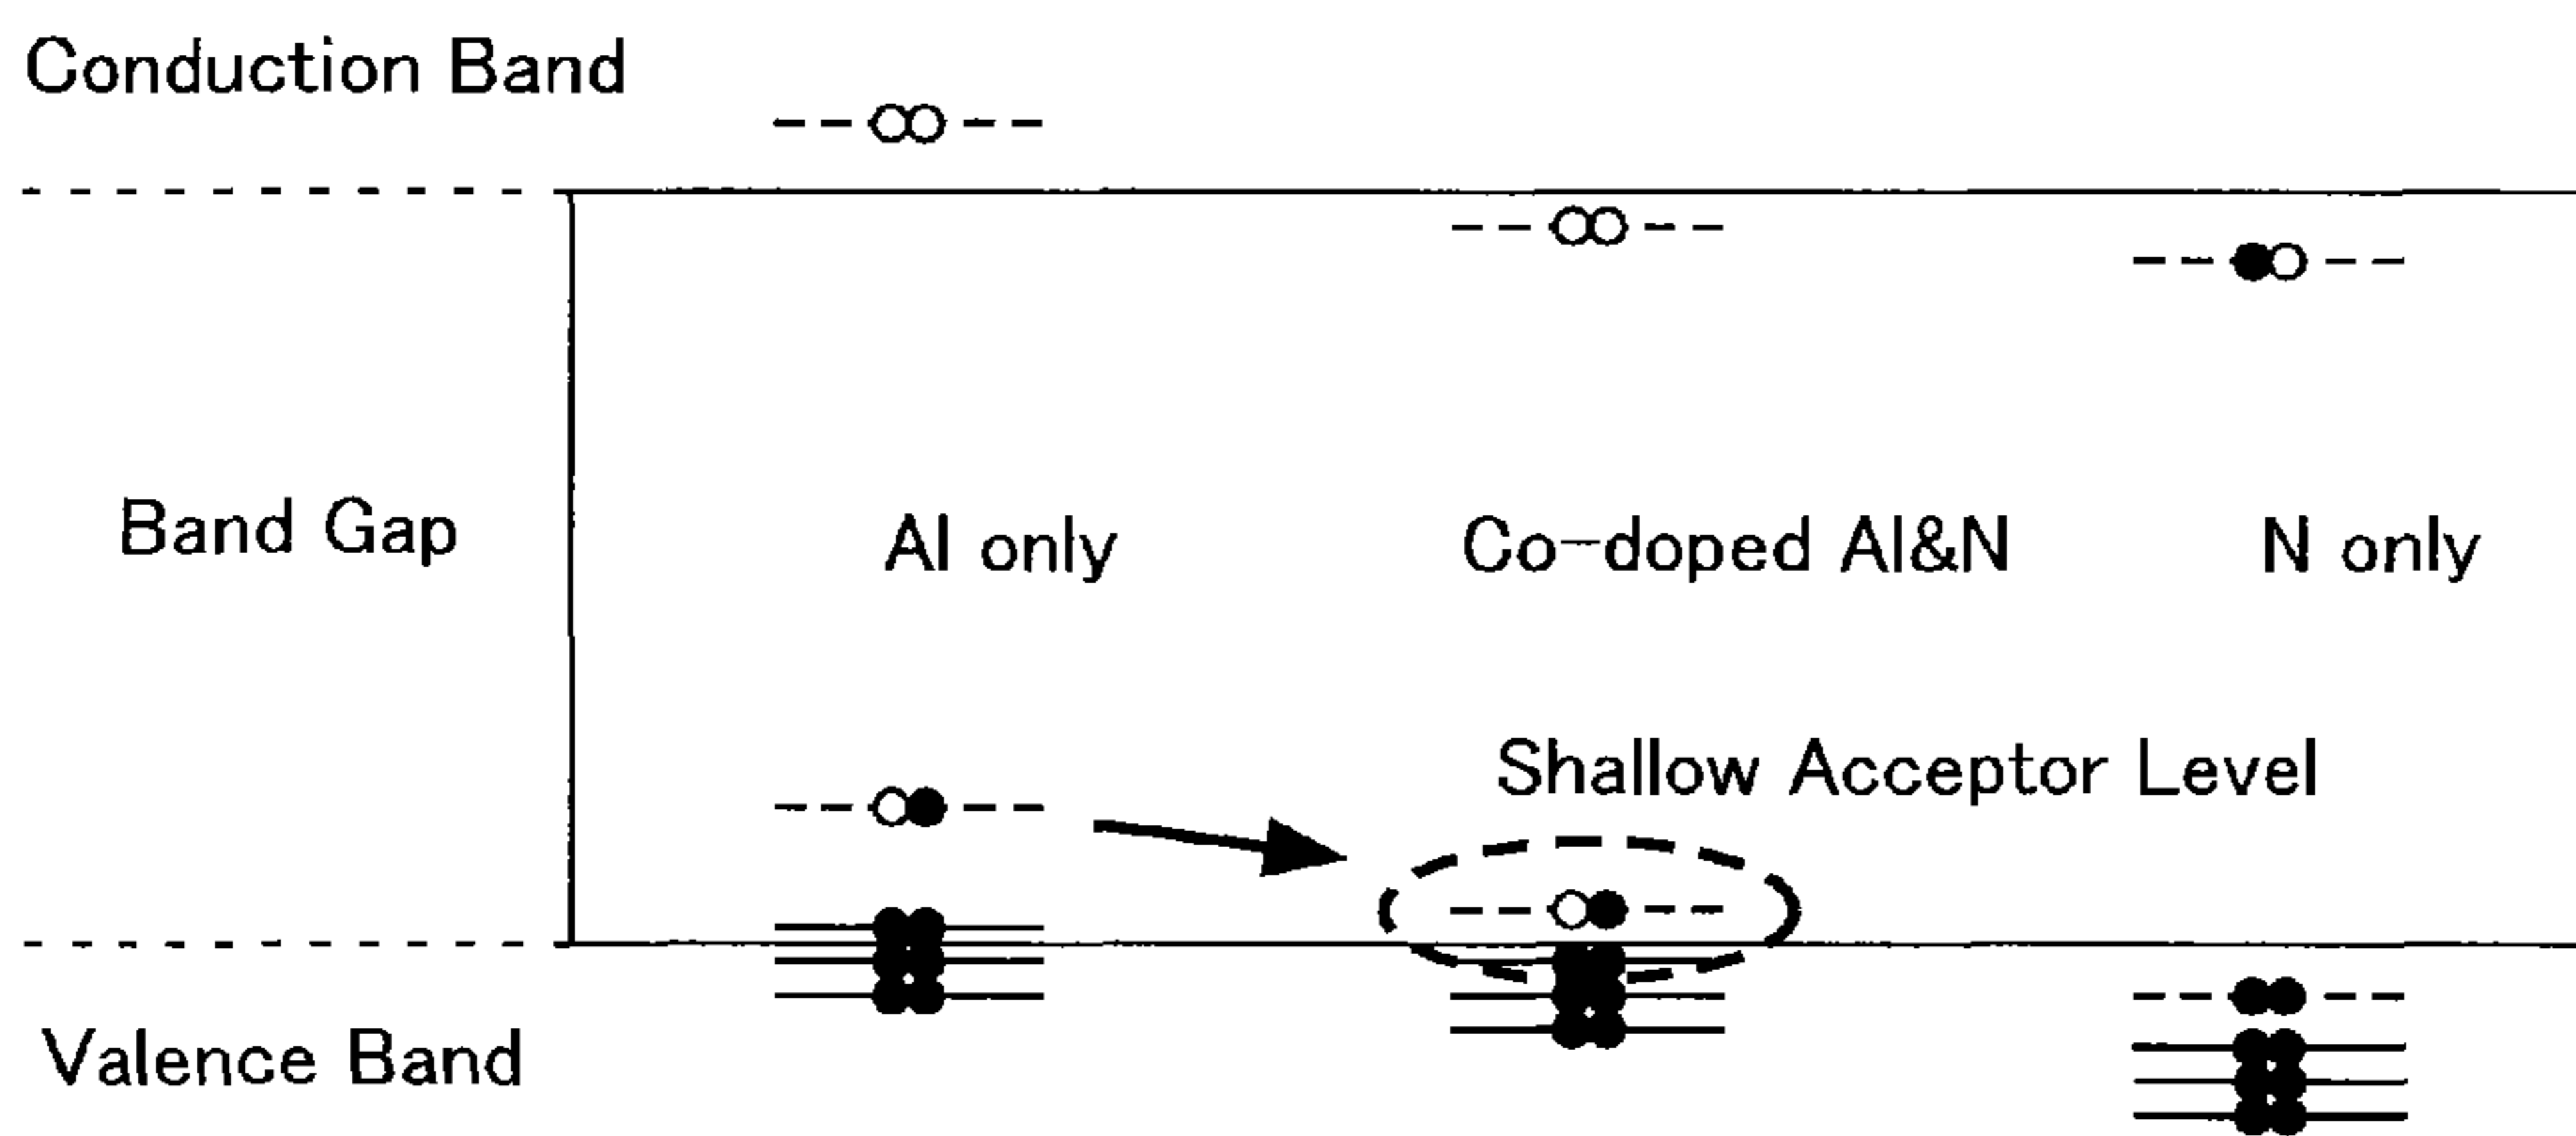 Conduction Band
Band Gap
Al only
Co-doped Al&N
N only
Shallow Acceptor Level
Valence Band